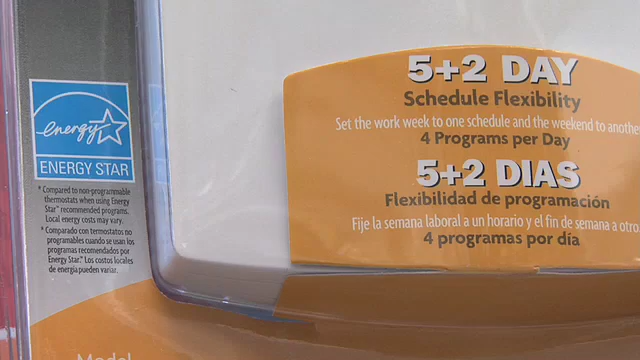 energy
ENERGY STAR
* Compared to non-programmable
thermostats when using Energy
Star® recommended programs.
Local energy costs may vary.
* Comparado con termostatos no
programables cuando se usan los
programas recomendados por
Energy Star.® Los costos locales
de energía pueden variar.
5+2 DAY
Schedule Flexibility
Set the work week to one schedule and the weekend to another
4 Programs per Day
5+2 DIAS
Flexibilidad de programación
Fije la semana laboral a un horario y el fin de semana a otro
4 programas por día
Model